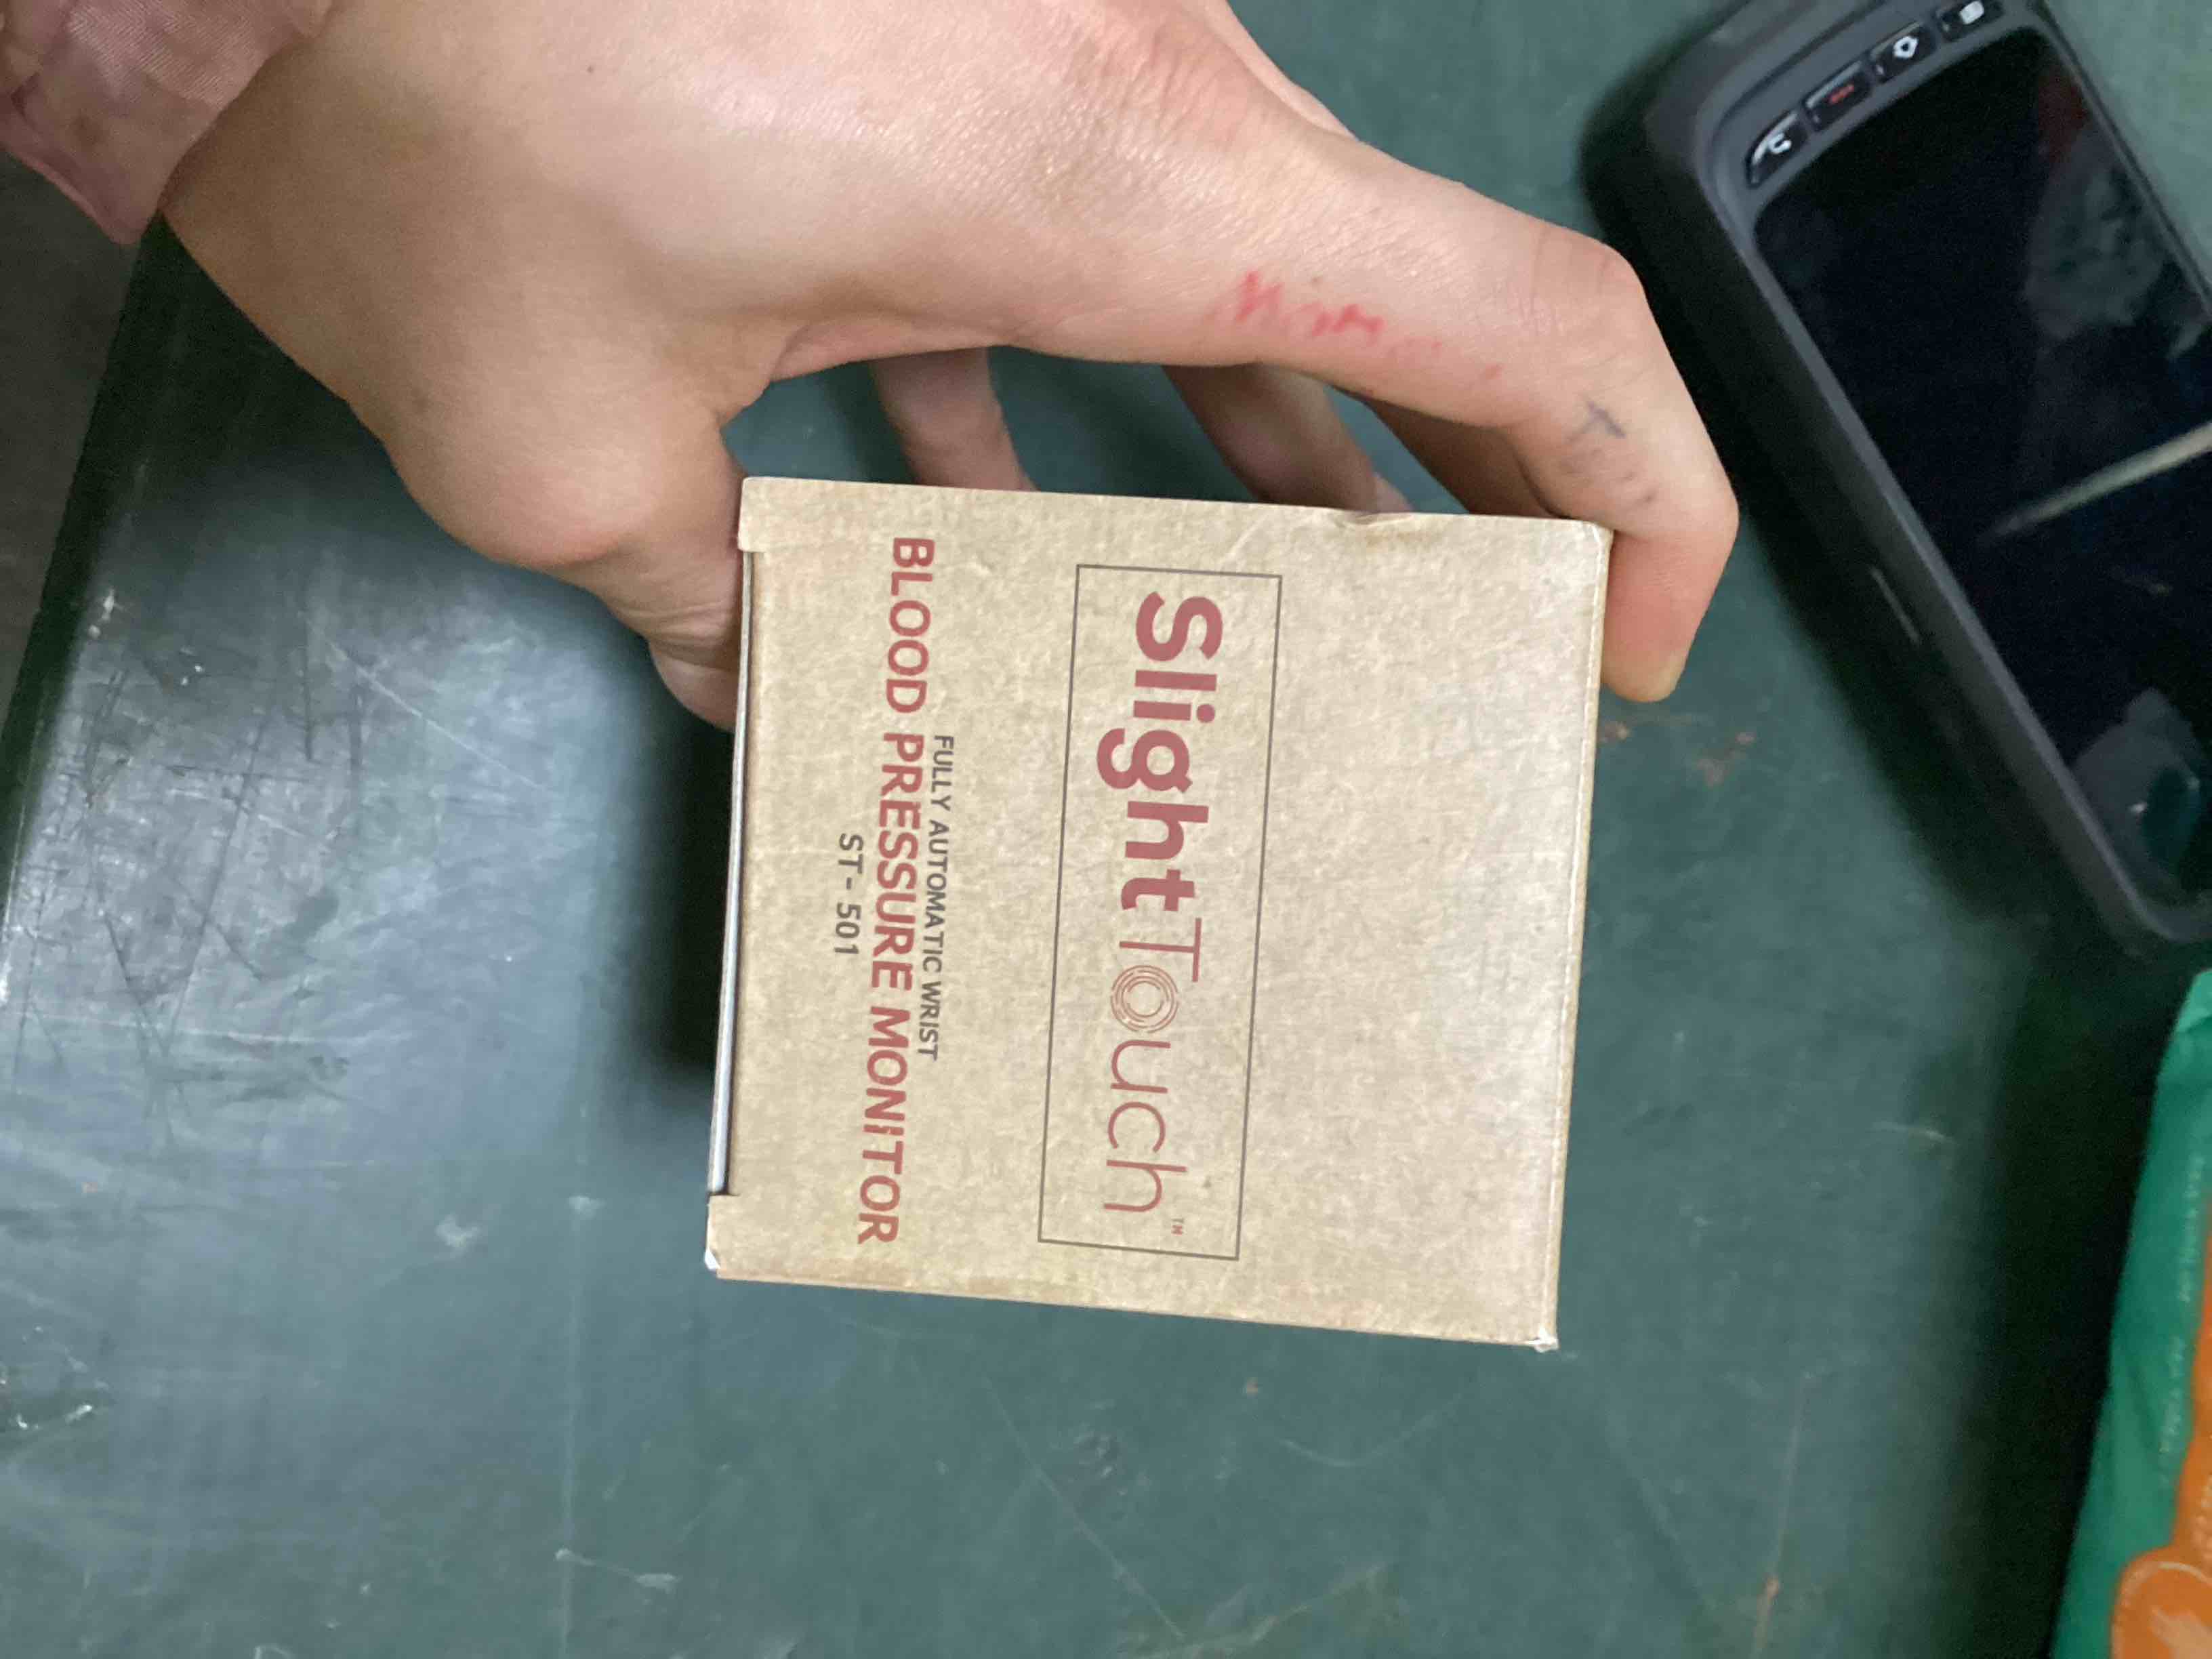 SlightTouch™
FULLY AUTOMATIC WRIST
BLOOD PRESSURE MONITOR
ST-501